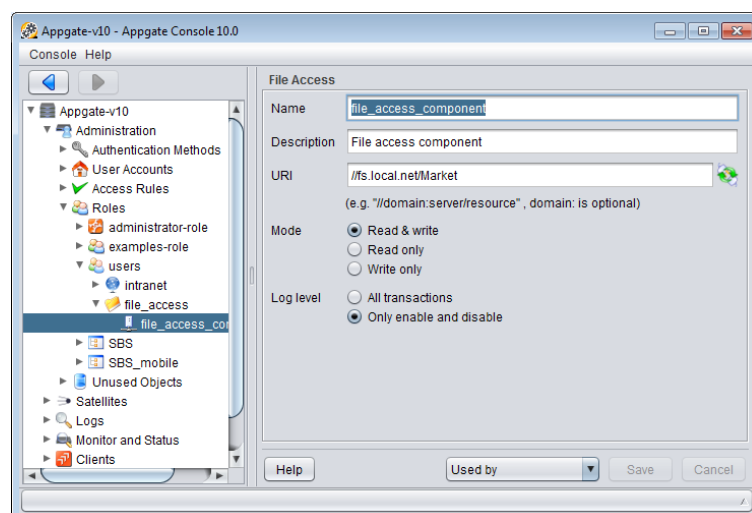 Appgate-v10 - Appgate Console 10.0
Console Help
File Access
Appgate-v10
Administration
Authentication Methods
User Accounts
Access Rules
Roles
administrator-role
examples-role
users
intranet
file_access
file_access_cor
SBS
SBS_mobile
Unused Objects
Satellites
Logs
Monitor and Status
Clients
Name file_access_component
Description File access component
URI //fs.local.net/Market
(e.g. "//domain:server/resource" , domain: is optional)
Mode Read & write
Read only
Write only
Log level All transactions
Only enable and disable
Help Used by Save Cancel